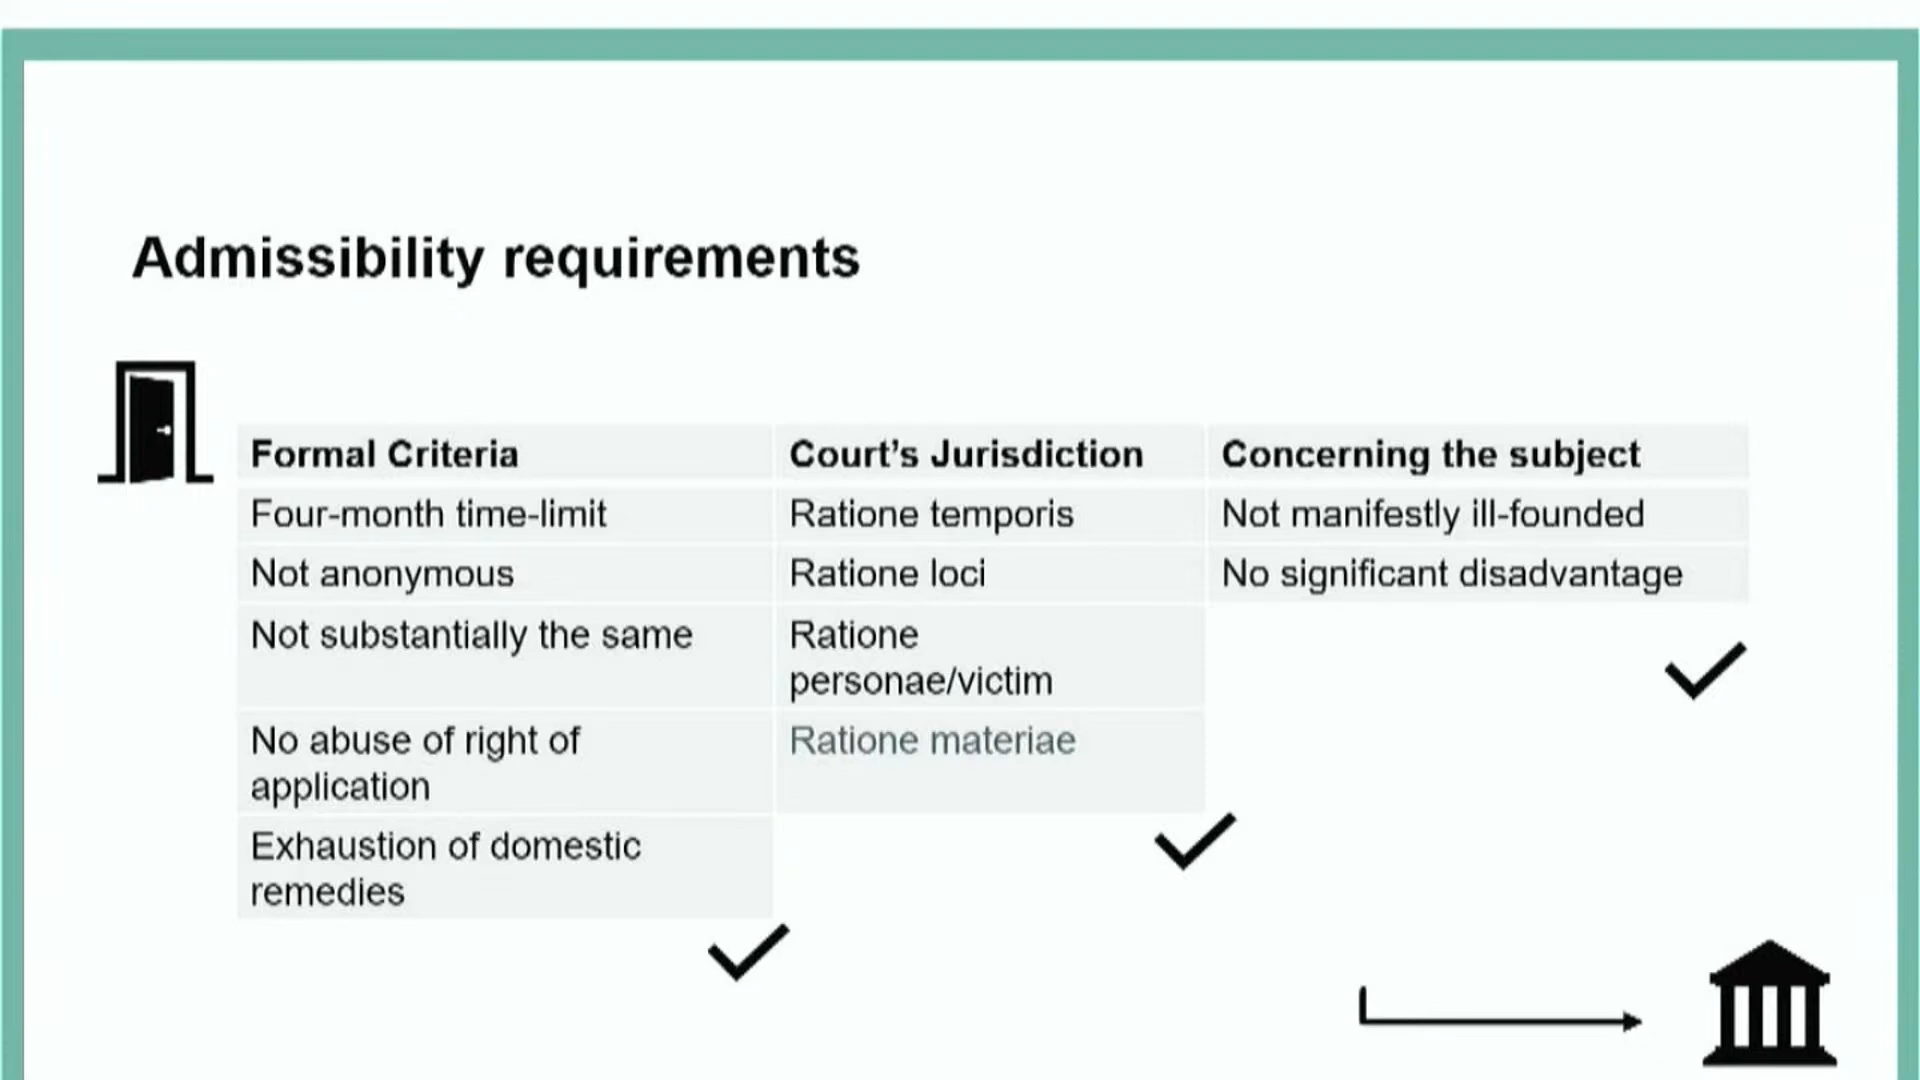 Admissibility requirements
Formal Criteria
Court's Jurisdiction
Concerning the subject
Four-month time-limit
Ratione temporis
Not manifestly ill-founded
Not anonymous
Ratione loci
No significant disadvantage
Not substantially the same
Ratione
personae/victim
No abuse of right of
application
Ratione materiae
Exhaustion of domestic
remedies